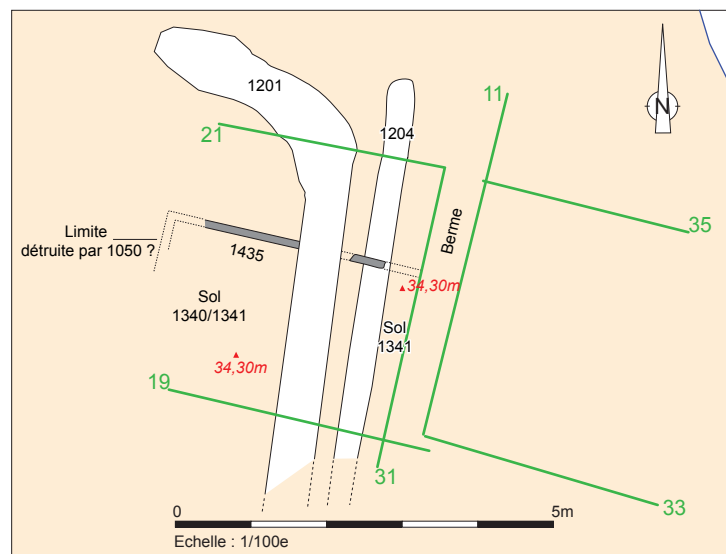 1201
11
N
21
1204
35
Berme
Limite
détruite par 1050 ?
1435
34,30m
Sol
1340/1341
Sol
1341
34,30m
19
31
33
0
5m
Echelle : 1/100e